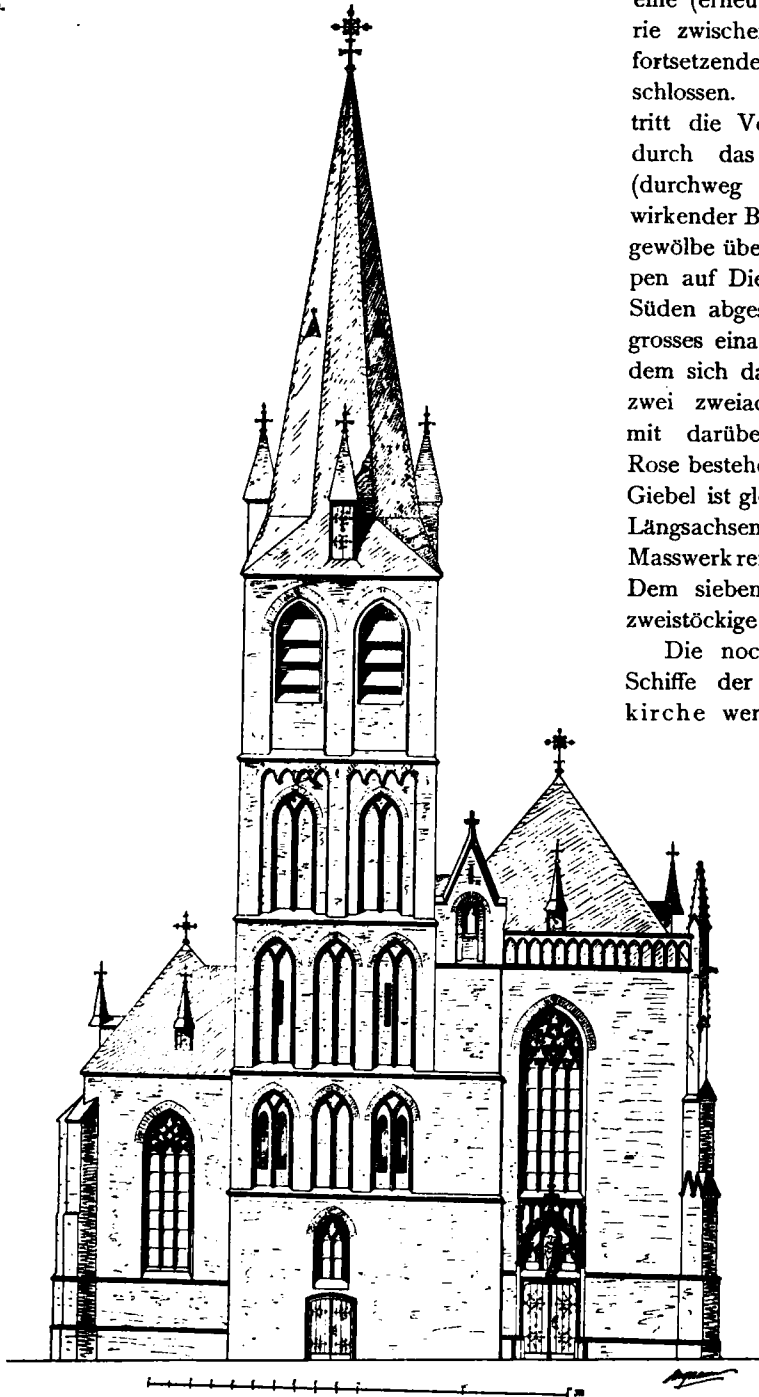 eine (erneu
rie zwische
fortsetzende
schlossen.
tritt die Ve
durch das
(durchweg
wirkender B
gewölbe übe
pen auf Die
Süden abges
grosses eina
dem sich da
zwei zweiac
mit darübe
Rose bestehe
Giebel ist gl
Längsachsen
Masswerk re
Dem sieben
zweistöckige
Die noc
Schiffe der
kirche wer